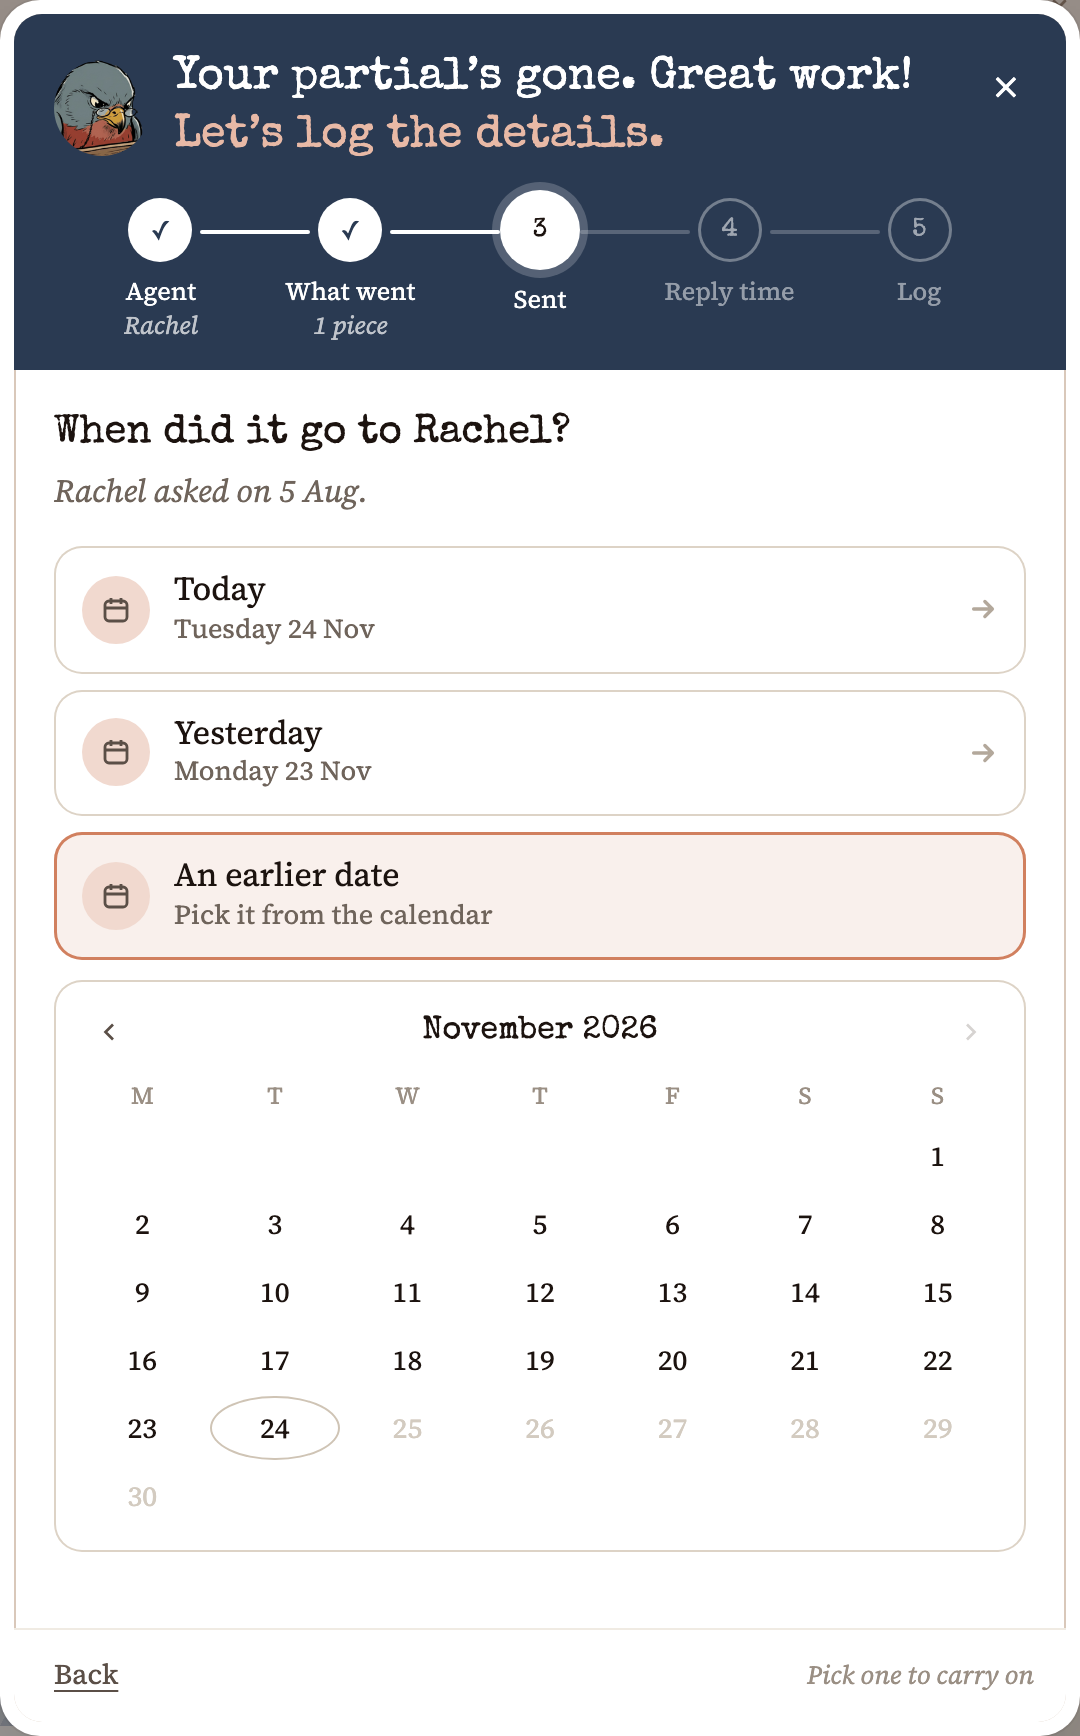 Your partial’s gone. Great work!
Let’s log the details.
3
4
5
Agent
What went
Sent
Reply time
Log
Rachel
1 piece
When did it go to Rachel?
Rachel asked on 5 Aug.
Today
Tuesday 24 Nov
Yesterday
Monday 23 Nov
An earlier date
Pick it from the calendar
November 2026
M T W T F S S
1
2 3 4 5 6 7 8
9 10 11 12 13 14 15
16 17 18 19 20 21 22
23 24 25 26 27 28 29
30
Back
Pick one to carry on